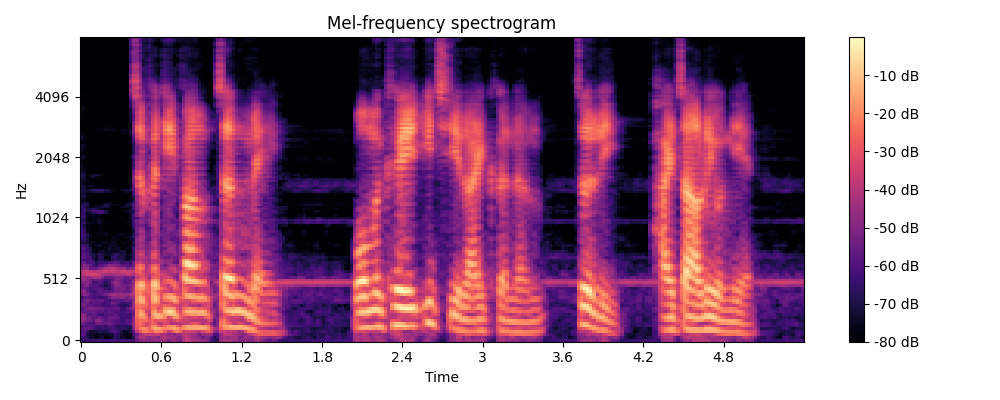 Mel-frequency spectrogram
Hz
4096
2048
1024
512
0
0 0.6 1.2 1.8 2.4 3 3.6 4.2 4.8
Time
-10 dB
-20 dB
-30 dB
-40 dB
-50 dB
-60 dB
-70 dB
-80 dB